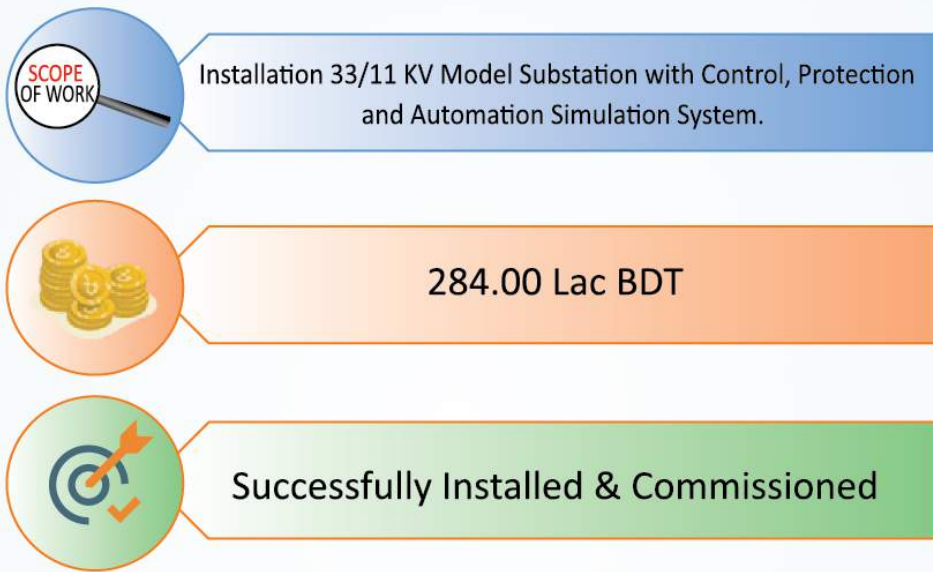 SCOPE
OF WORK
Installation 33/11 KV Model Substation with Control, Protection
and Automation Simulation System.
284.00 Lac BDT
Successfully Installed & Commissioned